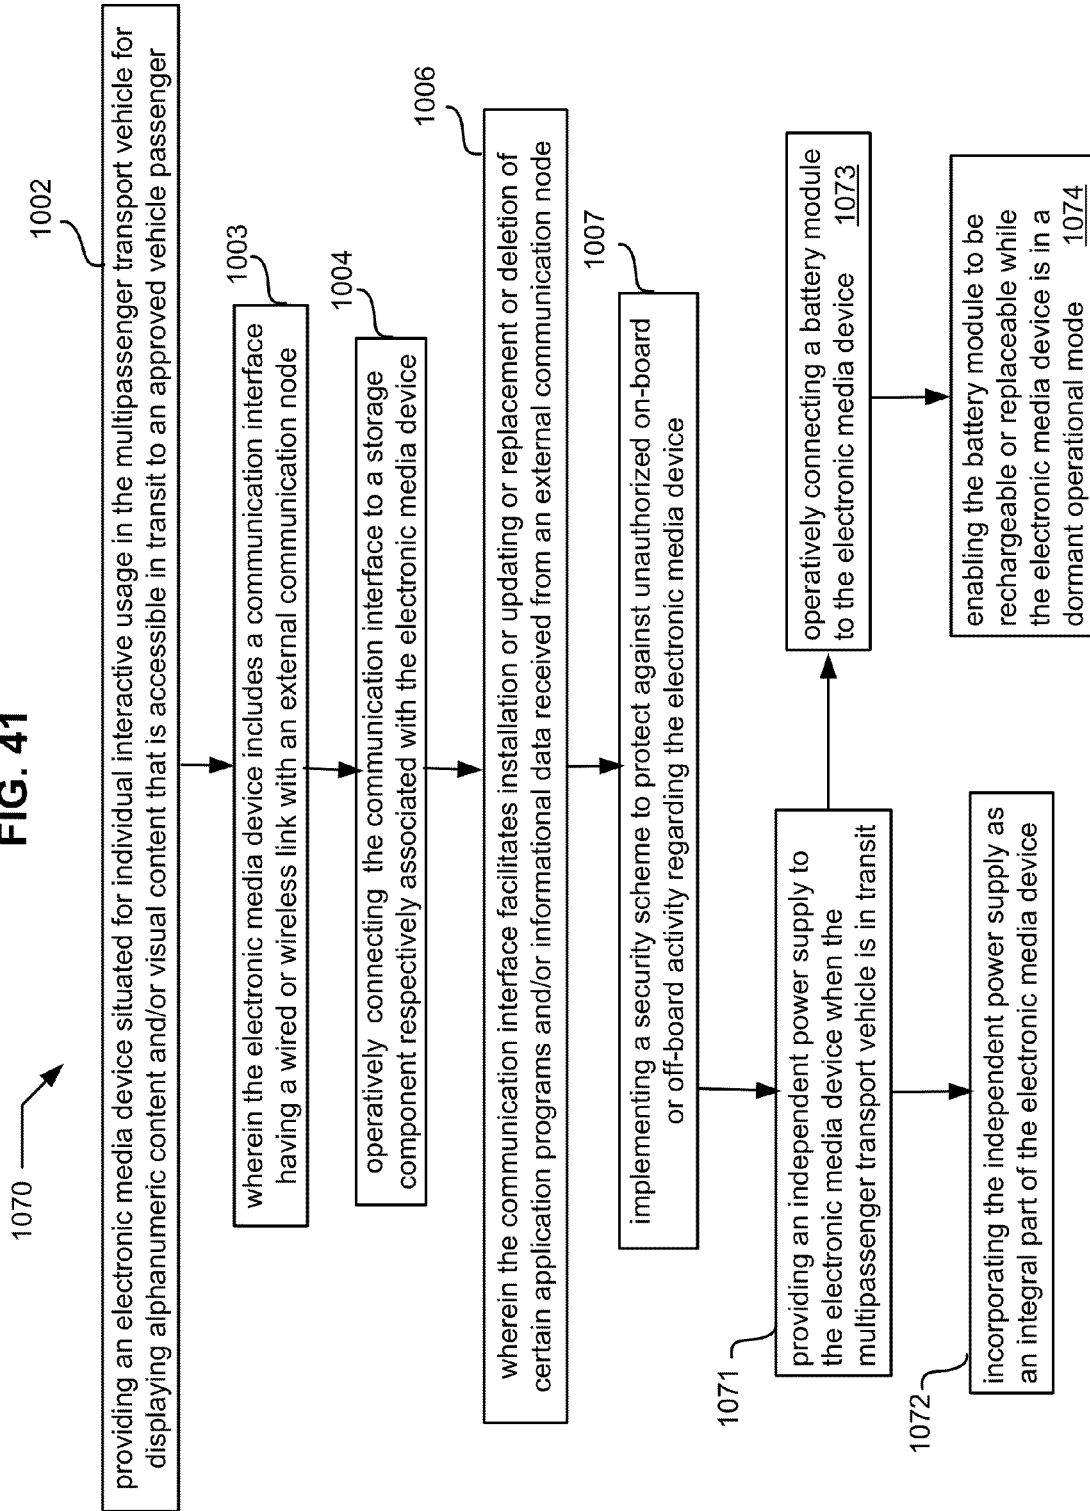 FIG. 41
1070
1002
providing an electronic media device situated for individual interactive usage in the multipassenger transport vehicle for
displaying alphanumeric content and/or visual content that is accessible in transit to an approved vehicle passenger
1003
wherein the electronic media device includes a communication interface
having a wired or wireless link with an external communication node
1004
operatively connecting the communication interface to a storage
component respectively associated with the electronic media device
1006
wherein the communication interface facilitates installation or updating or replacement or deletion of
certain application programs and/or informational data received from an external communication node
1007
implementing a security scheme to protect against unauthorized on-board
or off-board activity regarding the electronic media device
1071
providing an independent power supply to
the electronic media device when the
multipassenger transport vehicle is in transit
1072
incorporating the independent power supply as
an integral part of the electronic media device
operatively connecting a battery module
to the electronic media device 1073
enabling the battery module to be
rechargeable or replaceable while
the electronic media device is in a
dormant operational mode 1074